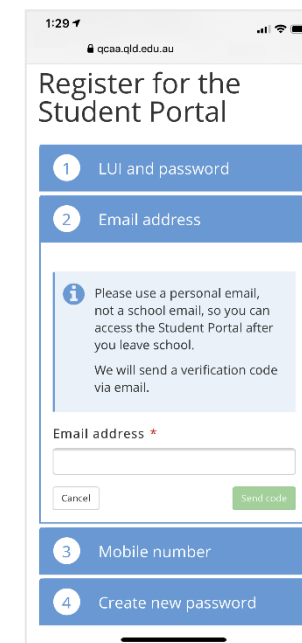 1:29
qcaa.qld.edu.au
Register for the
Student Portal
1 LUI and password
2 Email address
Please use a personal email,
not a school email, so you can
access the Student Portal after
you leave school.
We will send a verification code
via email.
Email address *
Cancel Send code
3 Mobile number
4 Create new password